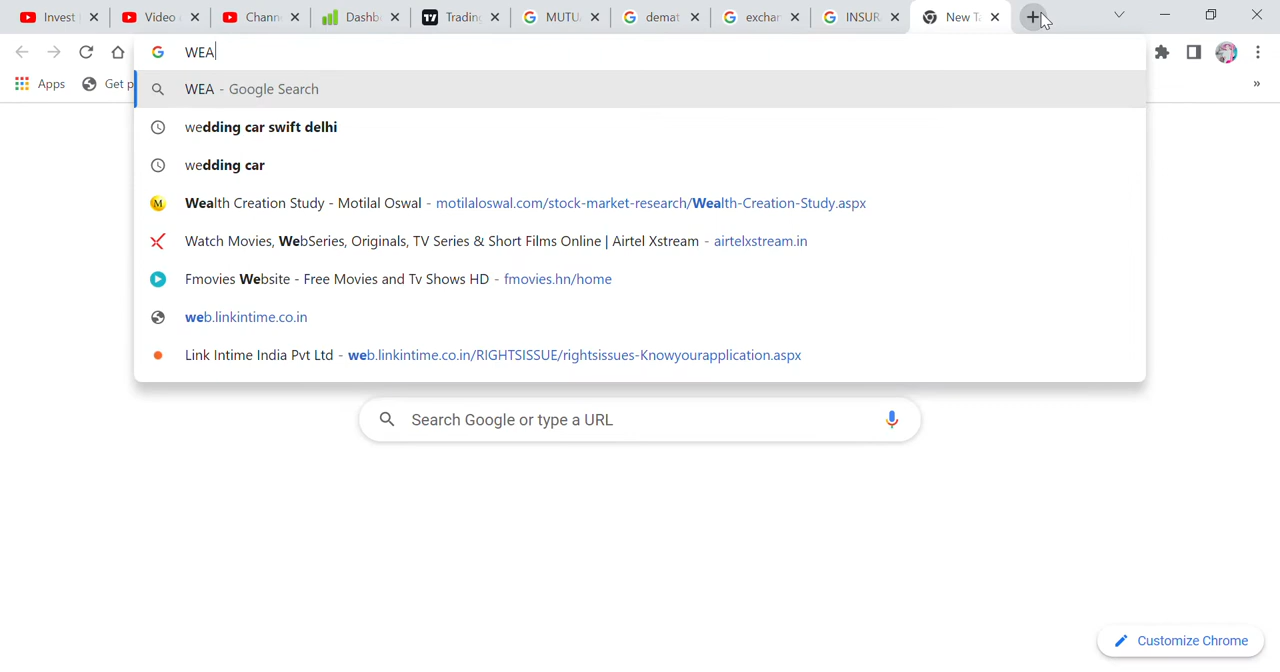 Invest
Video
Chann
Dashb
Trading
MUTU
demat
exchar
INSUR
New Ta
WEA
Apps
Get p
»
WEA - Google Search
wedding car swift delhi
wedding car
Wealth Creation Study - Motilal Oswal - motilaloswal.com/stock-market-research/Wealth-Creation-Study.aspx
Watch Movies, WebSeries, Originals, TV Series & Short Films Online | Airtel Xstream - airtelxstream.in
Fmovies Website - Free Movies and Tv Shows HD - fmovies.hn/home
web.linkintime.co.in
Link Intime India Pvt Ltd - web.linkintime.co.in/RIGHTSISSUE/rightsissues-Knowyourapplication.aspx
Search Google or type a URL
Customize Chrome